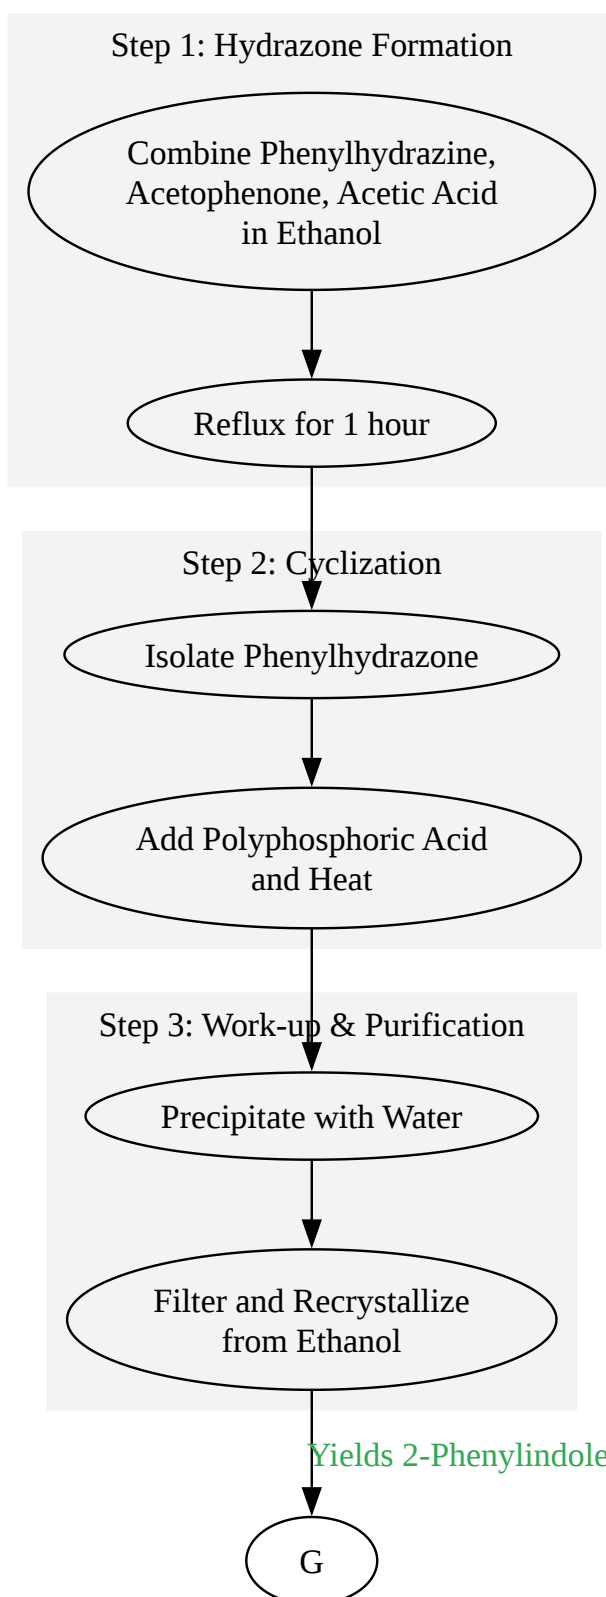 Step 1: Hydrazone Formation
Combine Phenylhydrazine,
Acetophenone, Acetic Acid
in Ethanol
Reflux for 1 hour
Step 2: Cyclization
Isolate Phenylhydrazone
Add Polyphosphoric Acid
and Heat
Step 3: Work-up & Purification
Precipitate with Water
Filter and Recrystallize
from Ethanol
Yields 2-Phenylindole
G